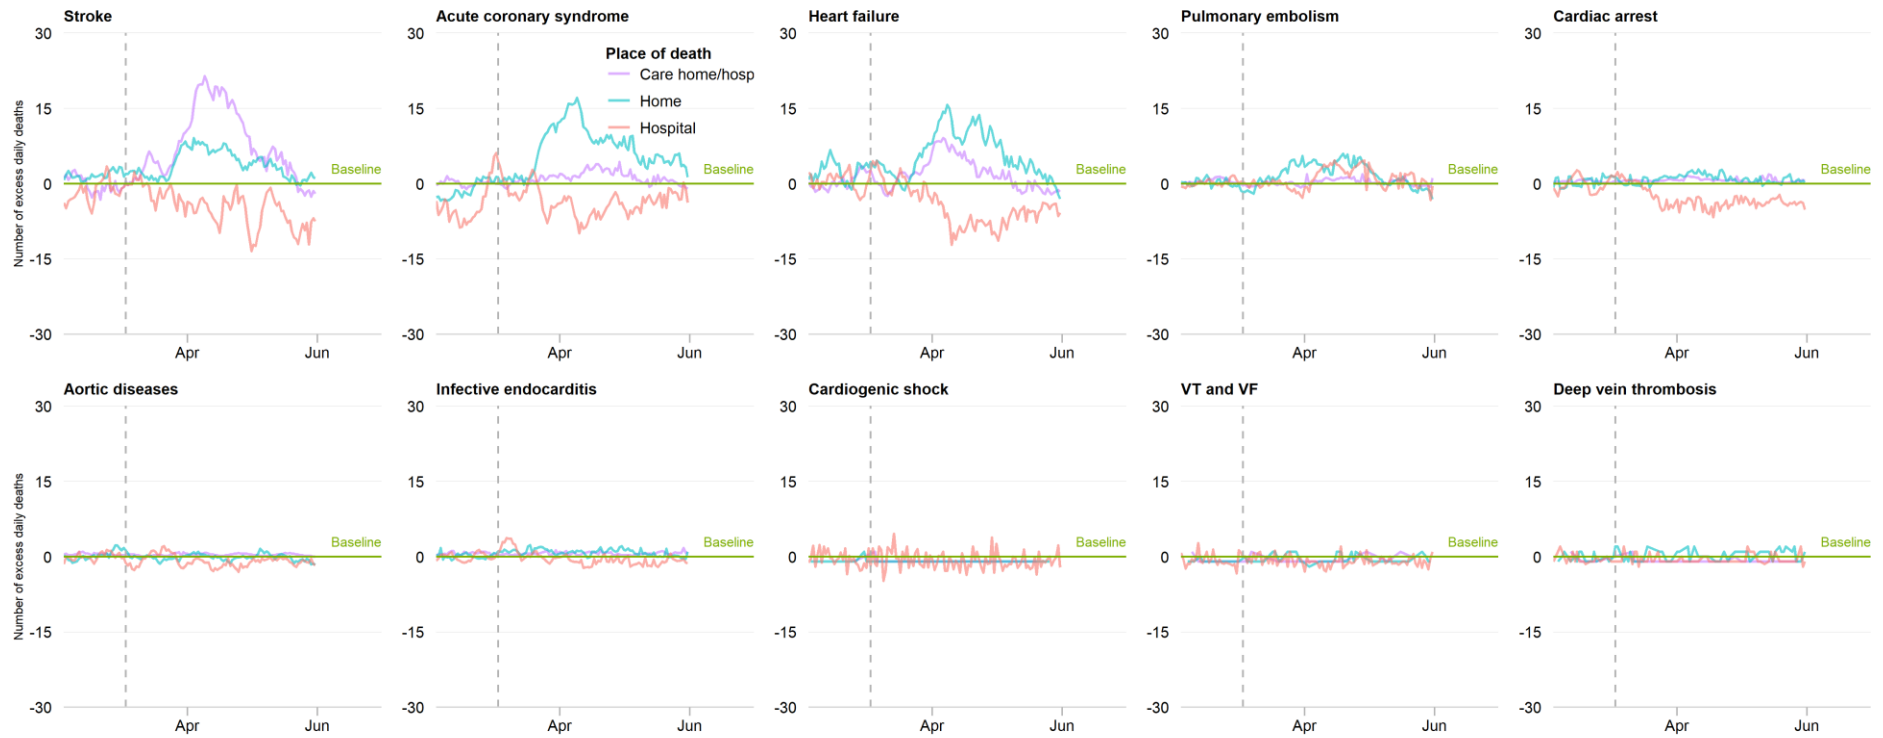 Stroke
Acute coronary syndrome
Heart failure
Pulmonary embolism
Cardiac arrest
Number of excess daily deaths
30
15
0
-15
-30
Baseline
Apr
Jun
30
15
0
-15
-30
Place of death
Care home/hosp
Home
Hospital
Baseline
Apr
Jun
30
15
0
-15
-30
Baseline
Apr
Jun
30
15
0
-15
-30
Baseline
Apr
Jun
30
15
0
-15
-30
Baseline
Apr
Jun
Aortic diseases
Infective endocarditis
Cardiogenic shock
VT and VF
Deep vein thrombosis
Number of excess daily deaths
30
15
0
-15
-30
Baseline
Apr
Jun
30
15
0
-15
-30
Baseline
Apr
Jun
30
15
0
-15
-30
Baseline
Apr
Jun
30
15
0
-15
-30
Baseline
Apr
Jun
30
15
0
-15
-30
Baseline
Apr
Jun